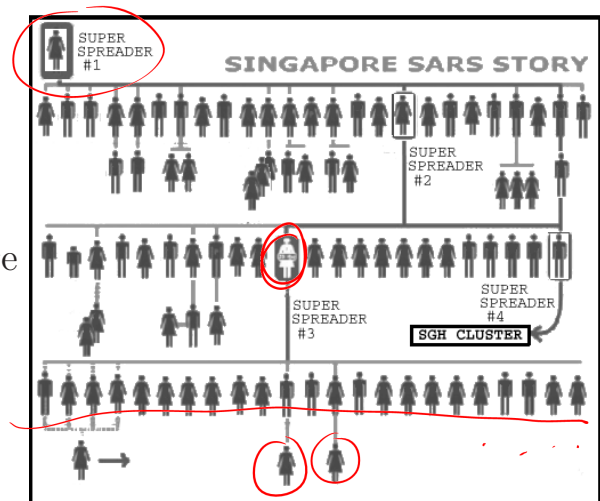 SUPER
SPREADER
#1
SINGAPORE SARS STORY
SUPER
SPREADER
#2
e
SUPER
SPREADER
#3
SUPER
SPREADER
#4
SGH CLUSTER